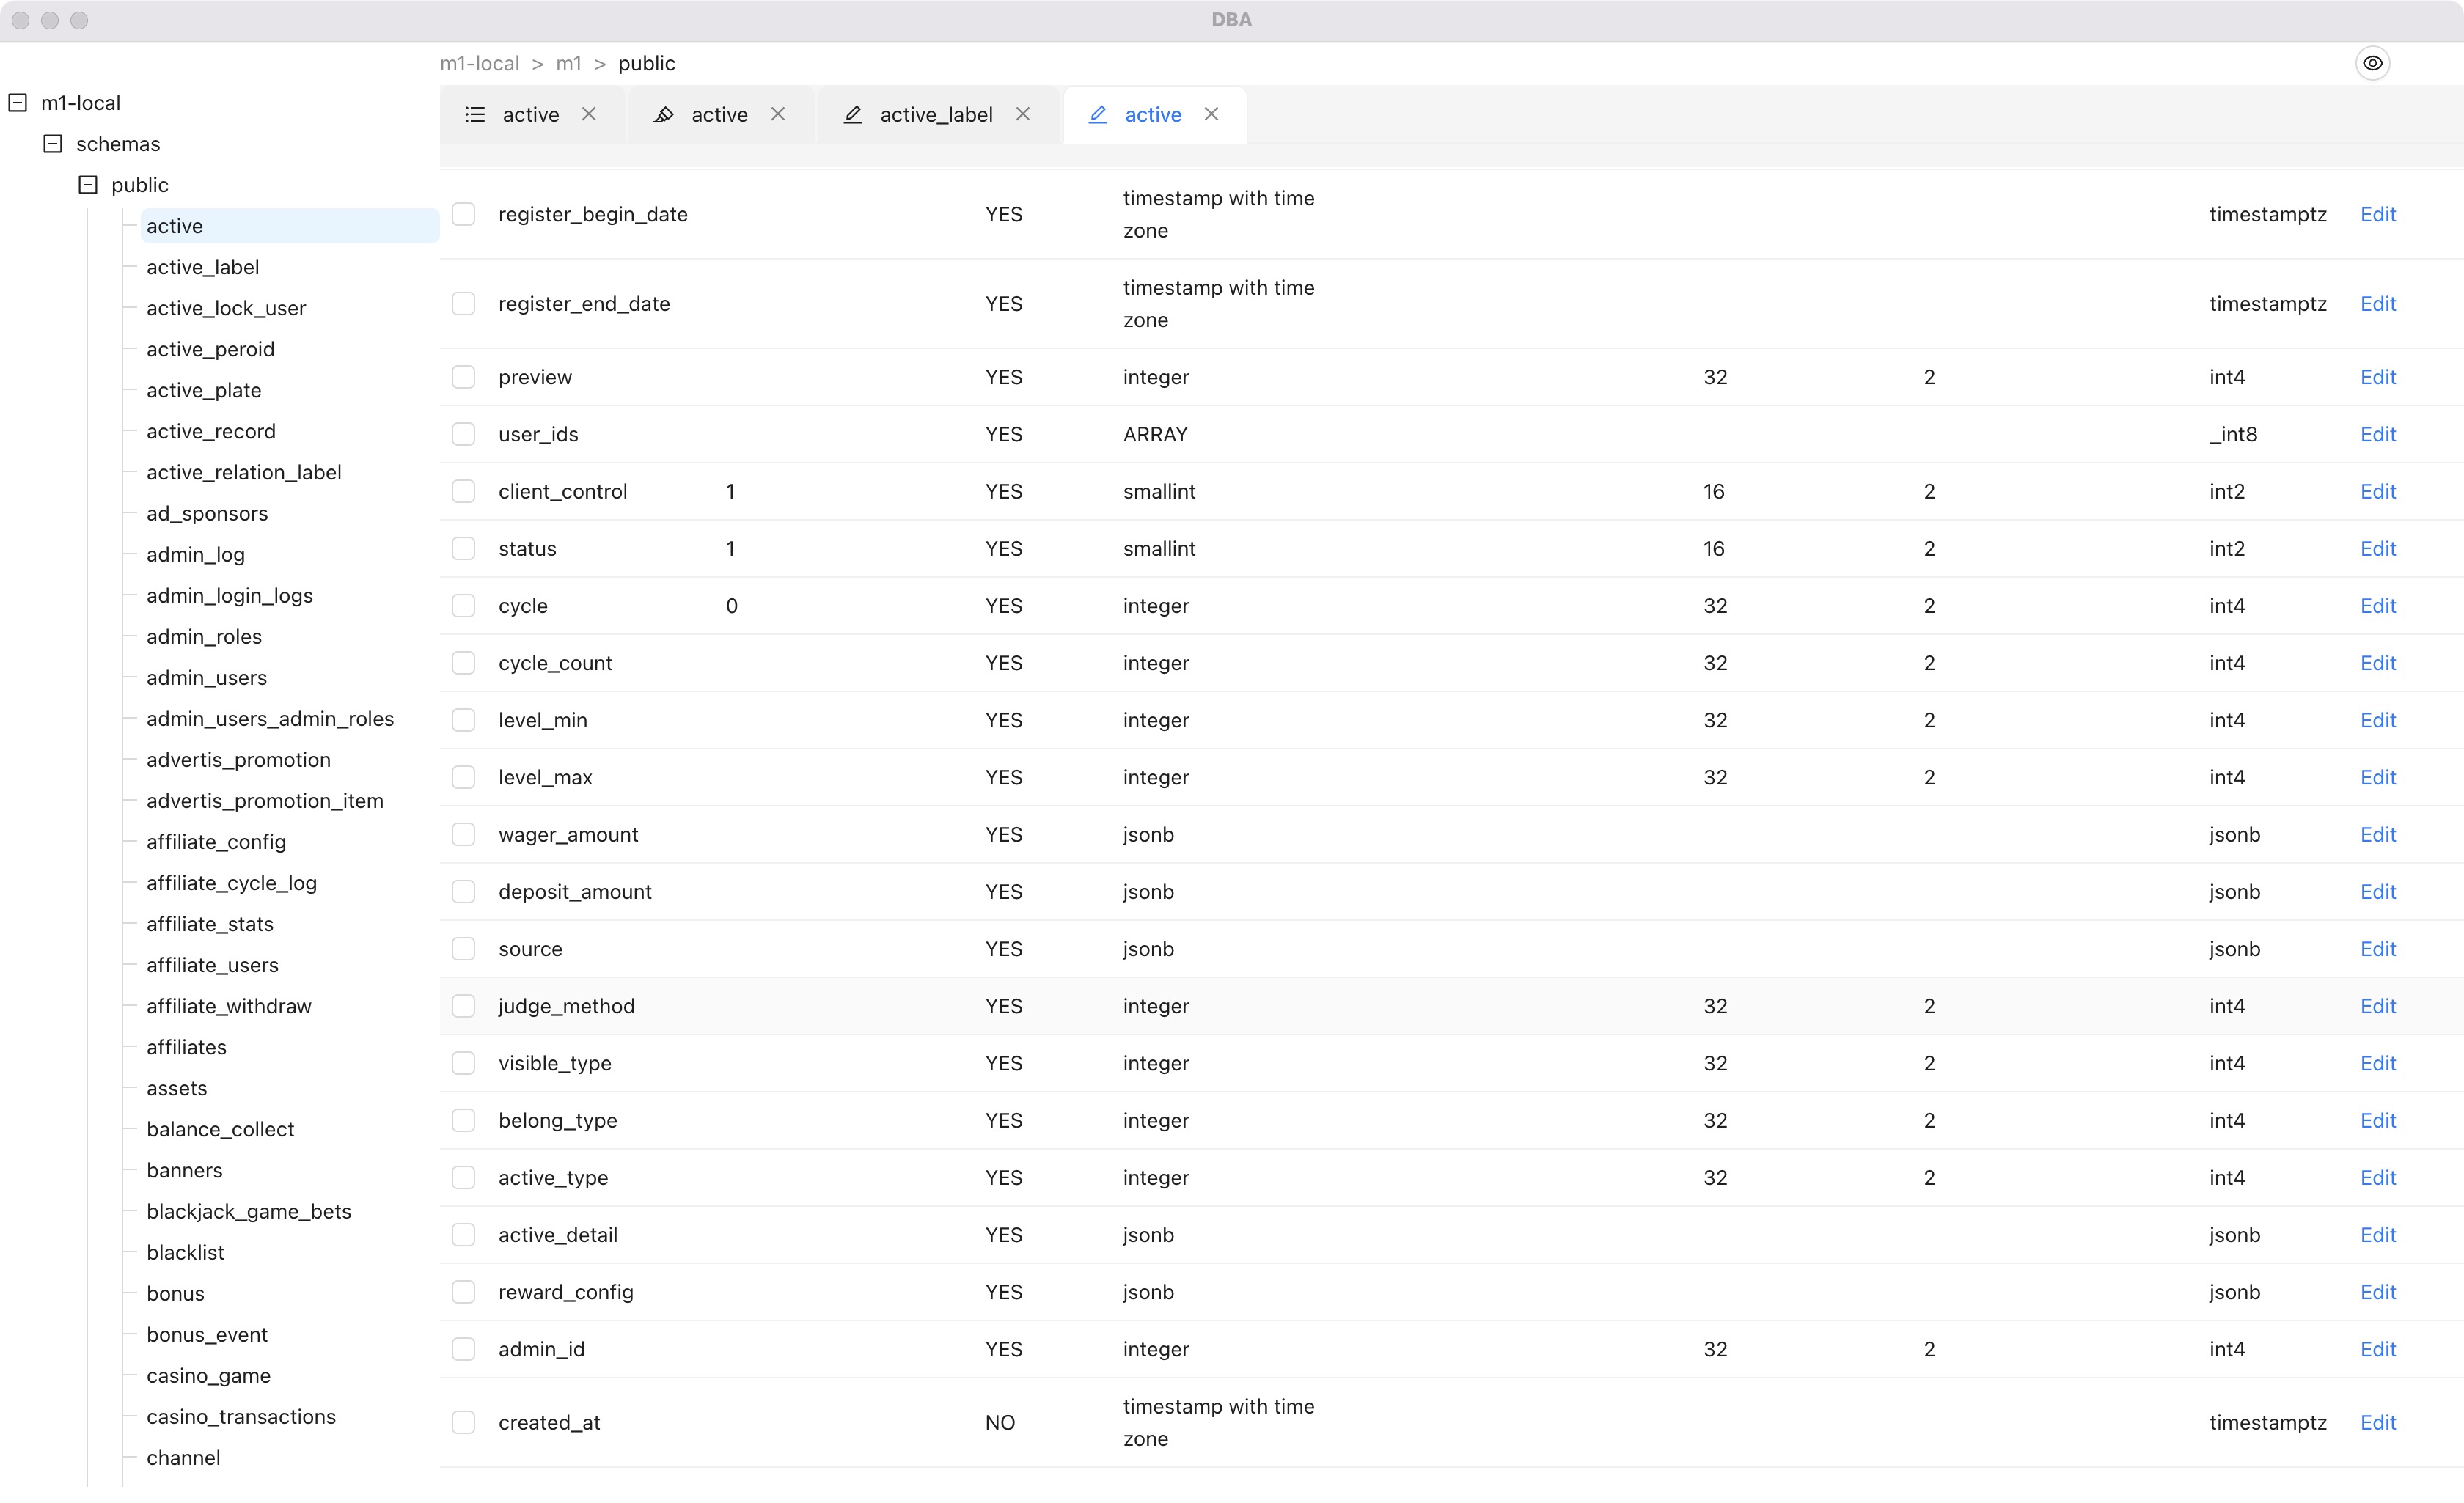 DBA
m1-local > m1 > public
m1-local
schemas
public
active
active_label
active_lock_user
active_peroid
active_plate
active_record
active_relation_label
ad_sponsors
admin_log
admin_login_logs
admin_roles
admin_users
admin_users_admin_roles
advertis_promotion
advertis_promotion_item
affiliate_config
affiliate_cycle_log
affiliate_stats
affiliate_users
affiliate_withdraw
affiliates
assets
balance_collect
banners
blackjack_game_bets
blacklist
bonus
bonus_event
casino_game
casino_transactions
channel
active active active_label active
register_begin_date YES timestamp with time zone timestamptz Edit
register_end_date YES timestamp with time zone timestamptz Edit
preview YES integer 32 2 int4 Edit
user_ids YES ARRAY _int8 Edit
client_control 1 YES smallint 16 2 int2 Edit
status 1 YES smallint 16 2 int2 Edit
cycle 0 YES integer 32 2 int4 Edit
cycle_count YES integer 32 2 int4 Edit
level_min YES integer 32 2 int4 Edit
level_max YES integer 32 2 int4 Edit
wager_amount YES jsonb jsonb Edit
deposit_amount YES jsonb jsonb Edit
source YES jsonb jsonb Edit
judge_method YES integer 32 2 int4 Edit
visible_type YES integer 32 2 int4 Edit
belong_type YES integer 32 2 int4 Edit
active_type YES integer 32 2 int4 Edit
active_detail YES jsonb jsonb Edit
reward_config YES jsonb jsonb Edit
admin_id YES integer 32 2 int4 Edit
created_at NO timestamp with time zone timestamptz Edit